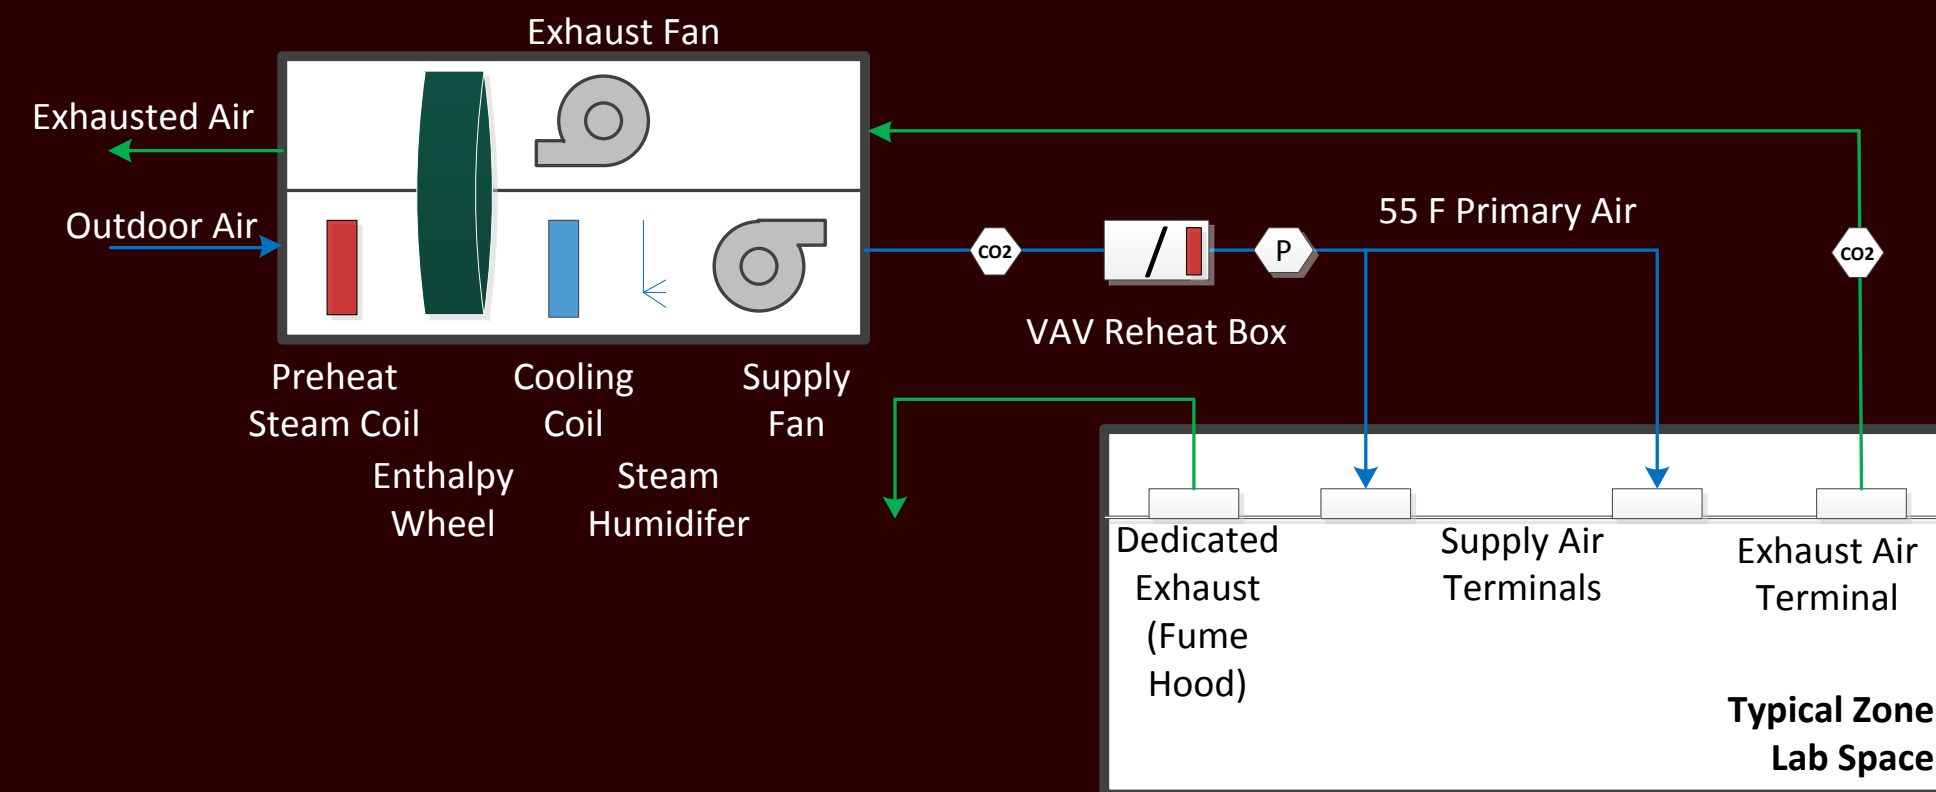 Exhaust Fan
Exhausted Air
Outdoor Air
55 F Primary Air
CO2
P
CO2
VAV Reheat Box
Preheat
Steam Coil
Cooling
Coil
Supply
Fan
Enthalpy
Wheel
Steam
Humidifer
Dedicated
Exhaust
(Fume
Hood)
Supply Air
Terminals
Exhaust Air
Terminal
Typical Zone
Lab Space